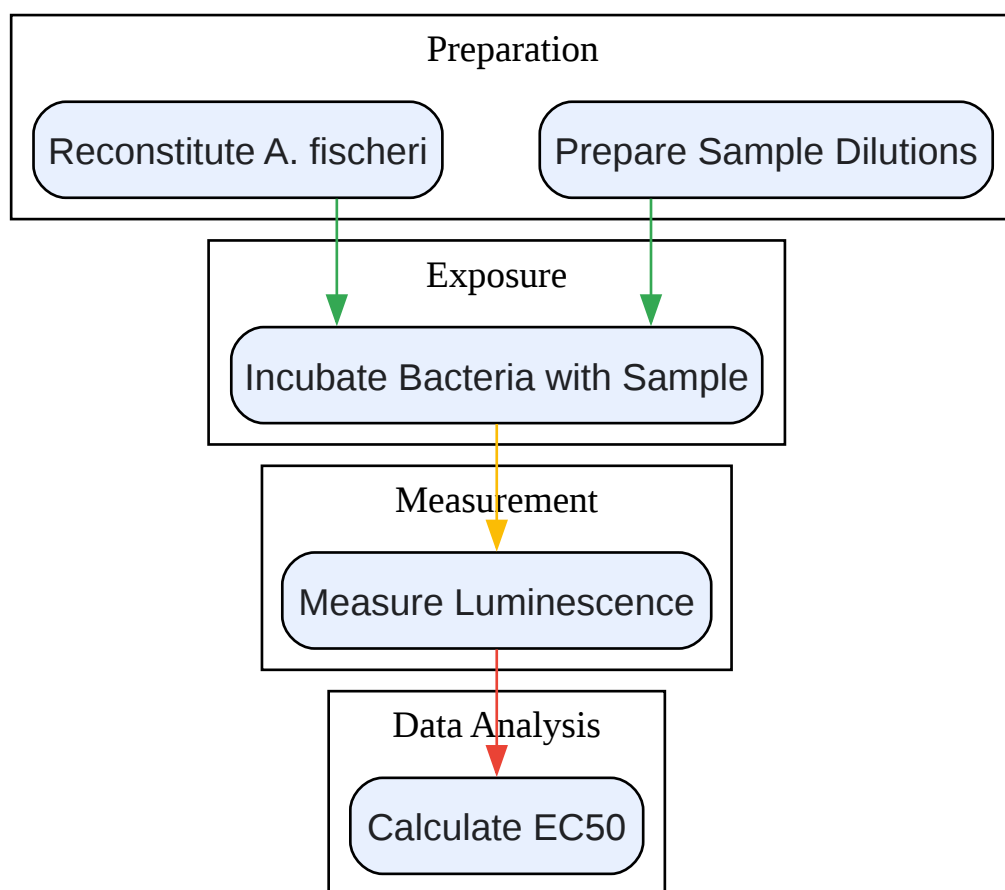 Preparation
Reconstitute A. fischeri
Prepare Sample Dilutions
Exposure
Incubate Bacteria with Sample
Measurement
Measure Luminescence
Data Analysis
Calculate EC50